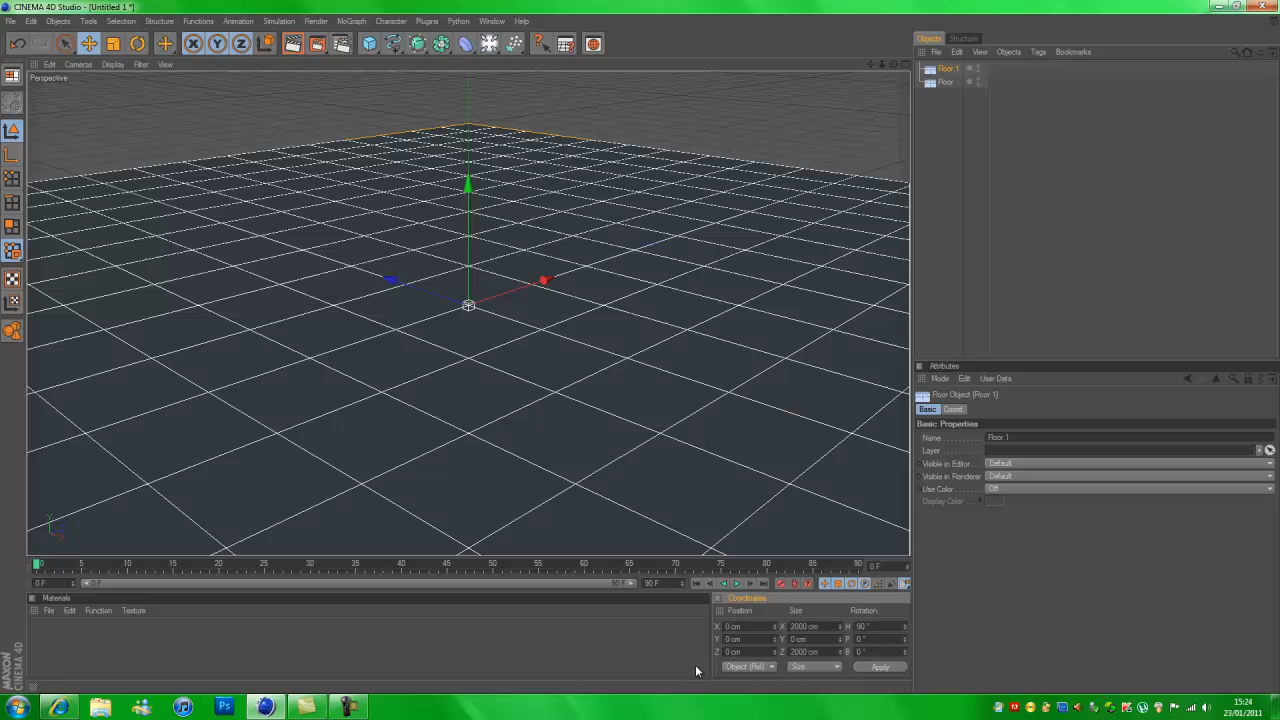 CINEMA 4D Studio - [Untitled 1 *]
File Edit Objects Tools Selection Structure Functions Animation Simulation Render MoGraph Character Plugins Python Window Help
Edit Cameras Display Filter View
Perspective
Y
0 5 10 15 20 25 30 35 40 45 50 55 60 65 70 75 80 85 90 0 F
0 F 0 F 90 F 90 F
Materials
File Edit Function Texture
Coordinates
Position Size Rotation
X 0 cm X 2000 cm H 90 °
Y 0 cm Y 0 cm P 0 °
Z 0 cm Z 2000 cm B 0 °
Object (Rel) Size Apply
MAXON
CINEMA 4D
Objects Structure
File Edit View Objects Tags Bookmarks
Floor.1
Floor
Attributes
Mode Edit User Data
Floor Object [Floor.1]
Basic Coord.
Basic Properties
Name Floor.1
Layer
Visible in Editor Default
Visible in Renderer Default
Use Color Off
Display Color
Ps
15:24
23/01/2011